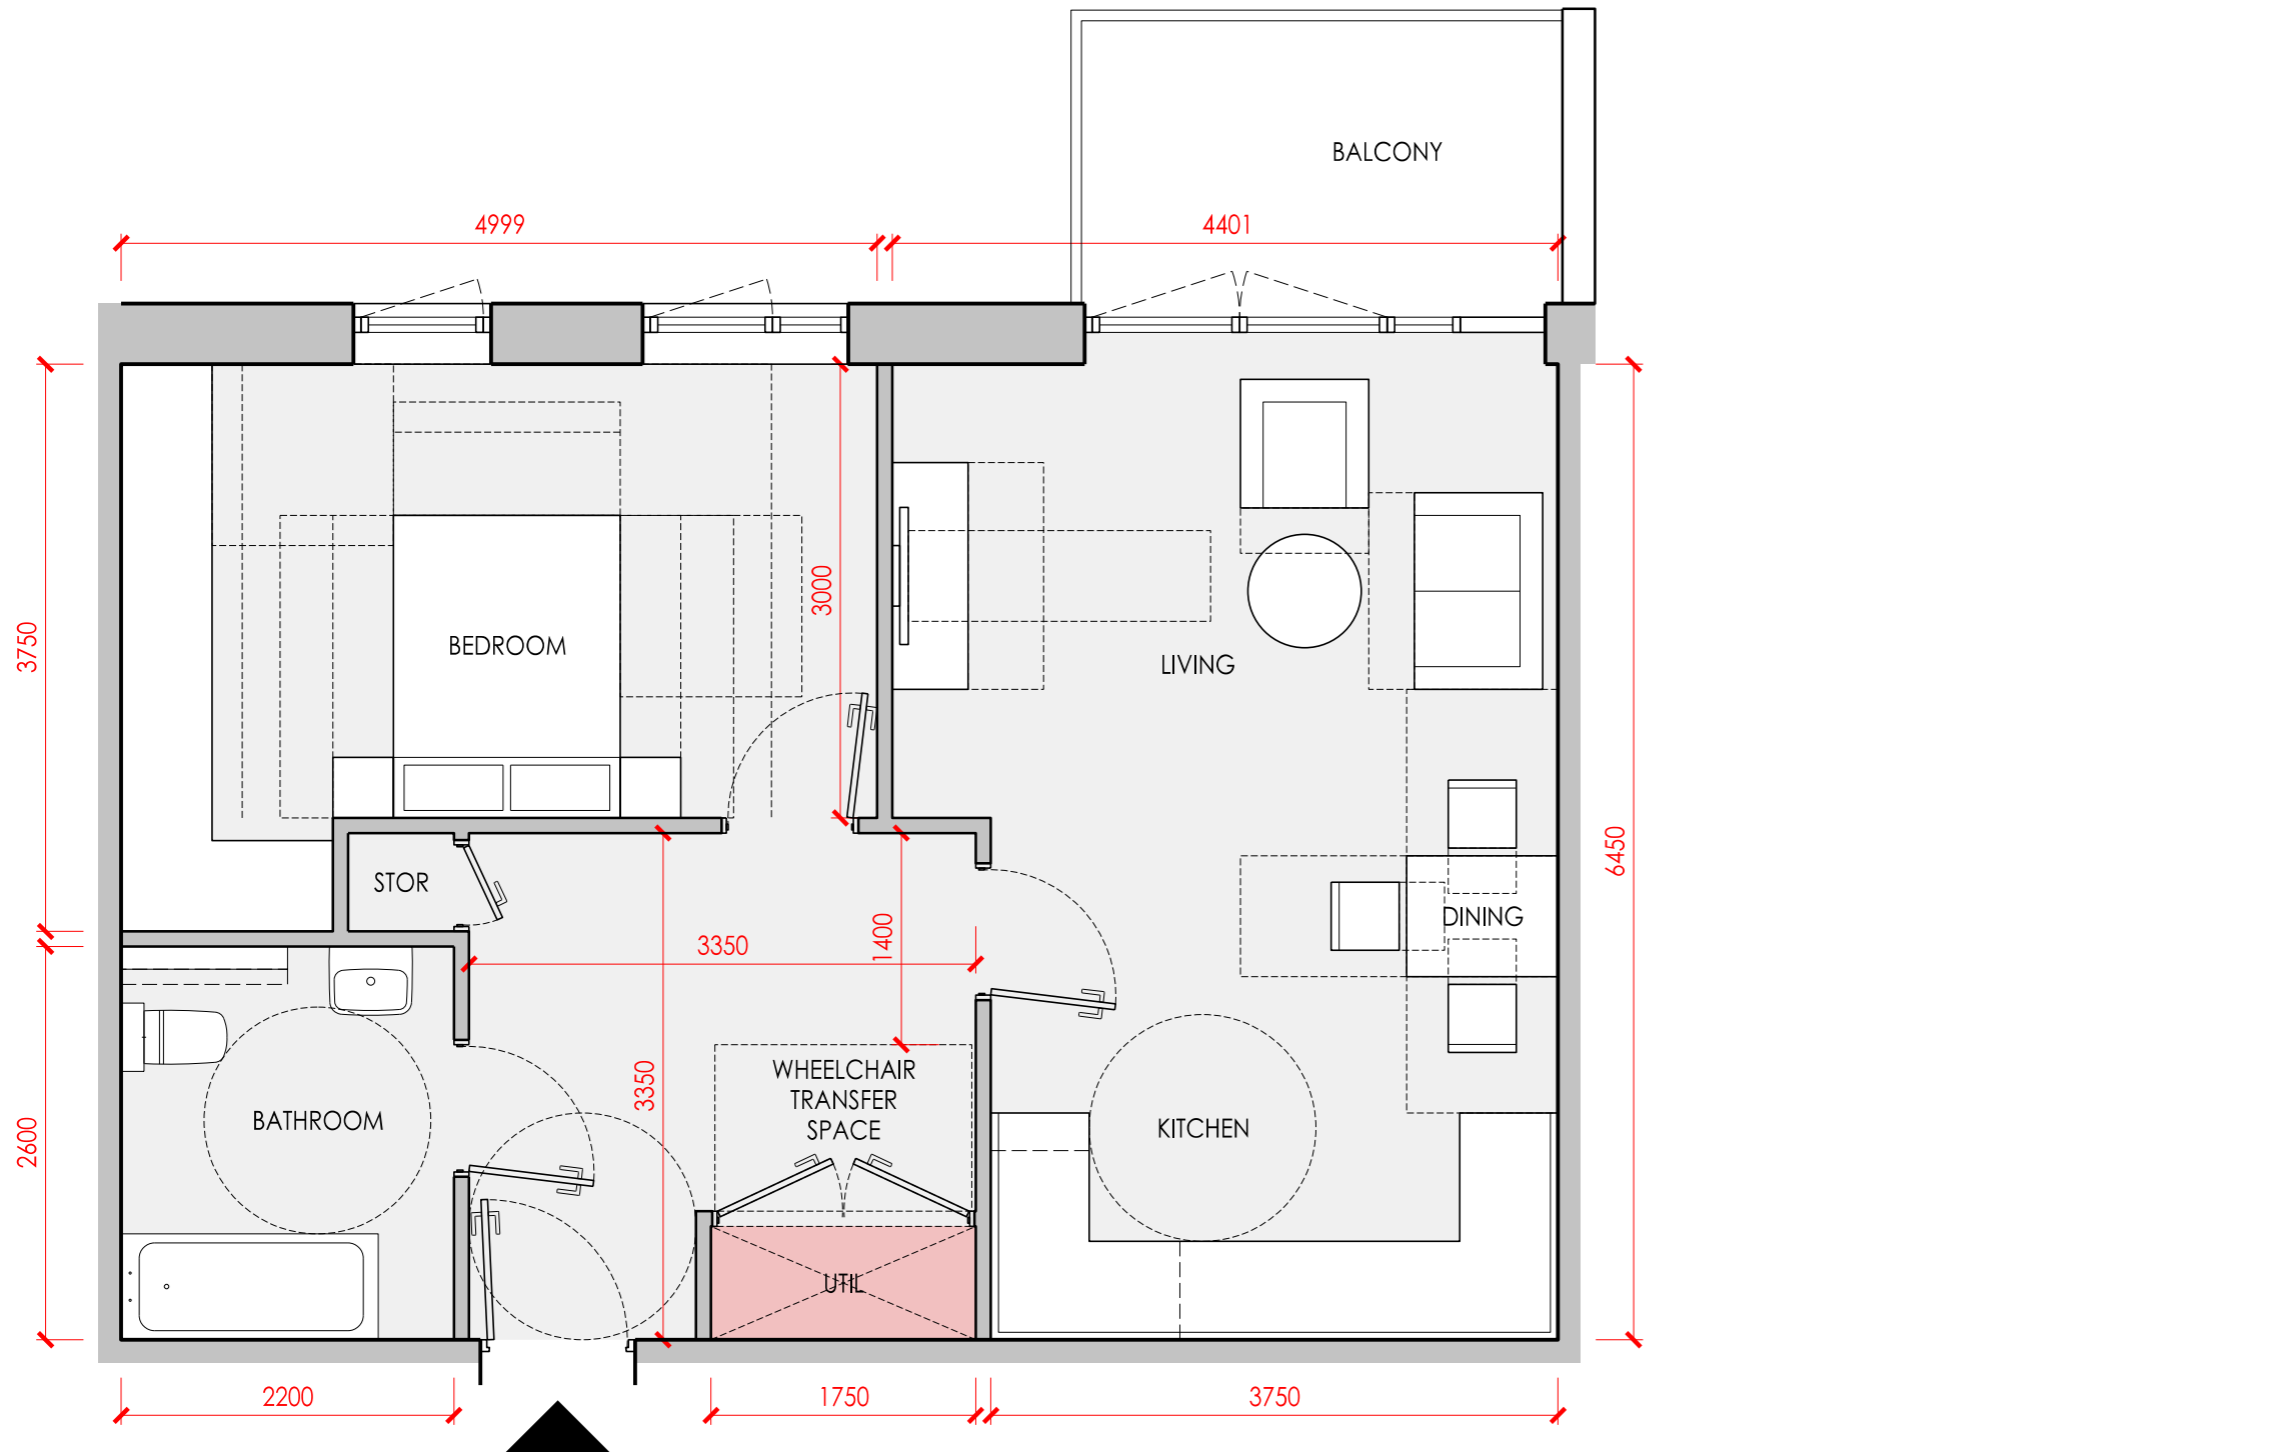 BALCONY
4999
4401
3000
3750
BEDROOM
LIVING
6450
STOR
DINING
1400
3350
3350
WHEELCHAIR
TRANSFER
SPACE
BATHROOM
KITCHEN
2600
UTIL
2200
1750
3750